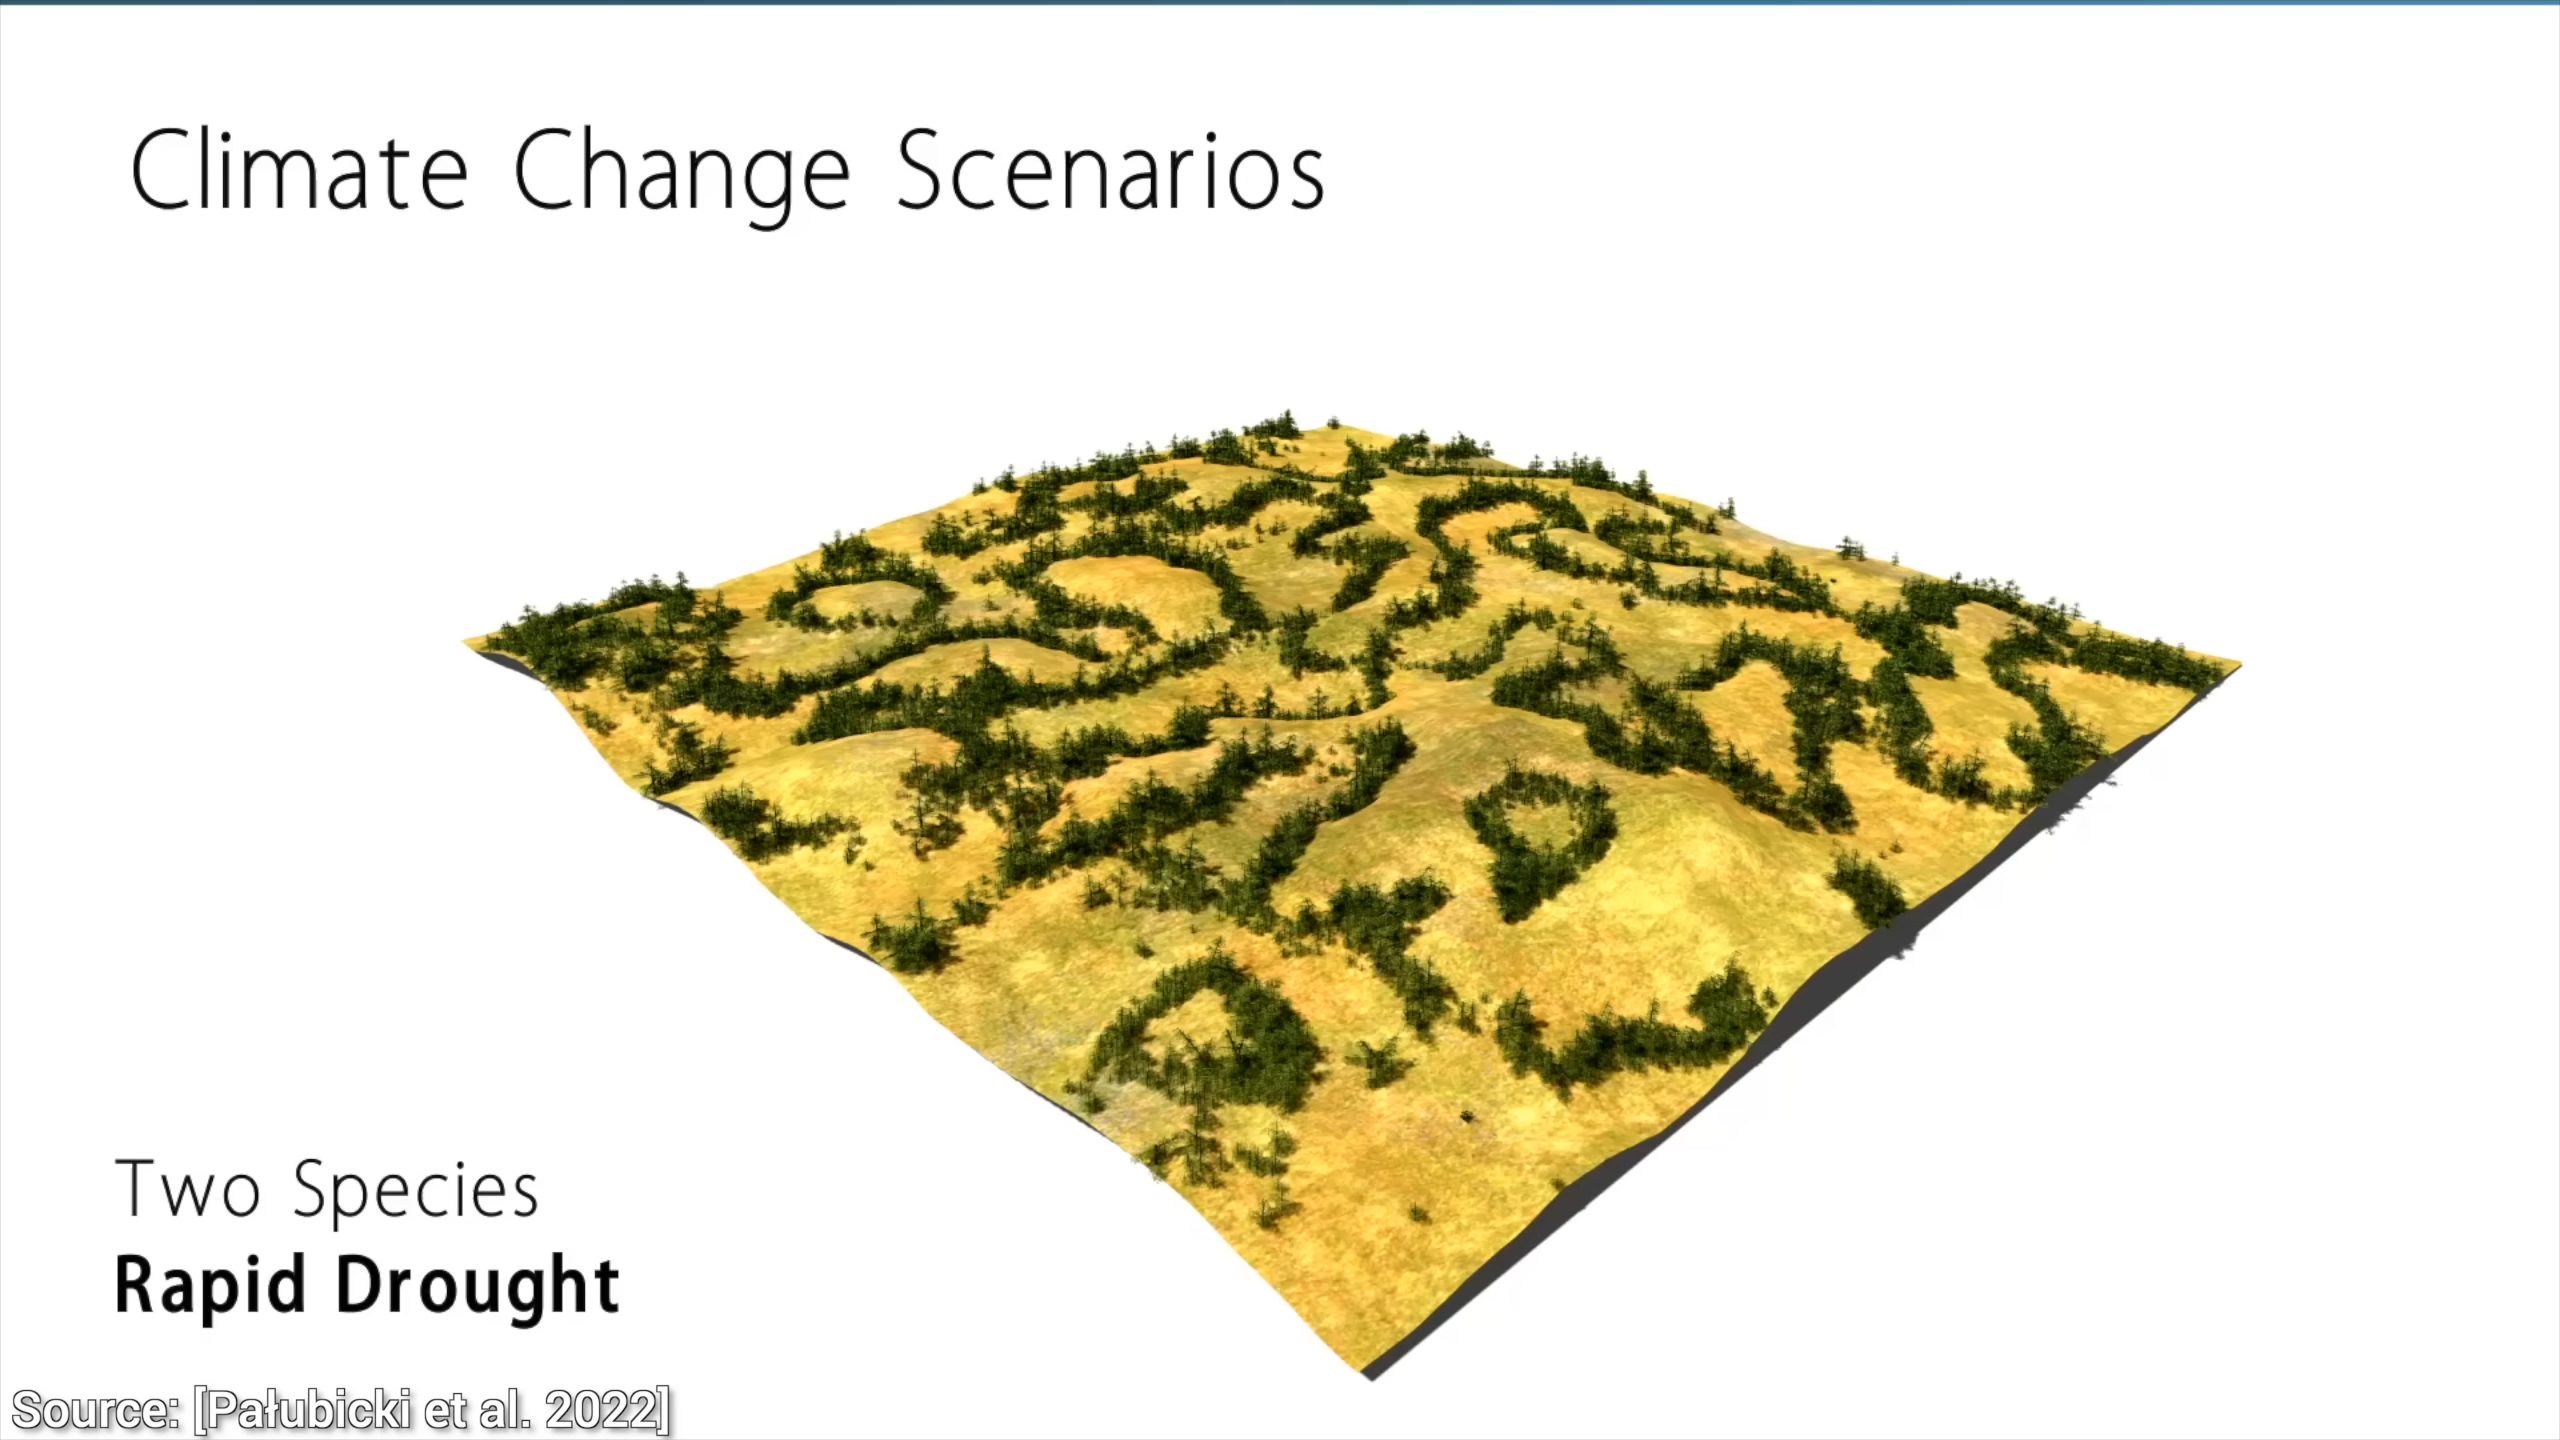 Climate Change Scenarios
Two Species
Rapid Drought
Source: [Pałubicki et al. 2022]